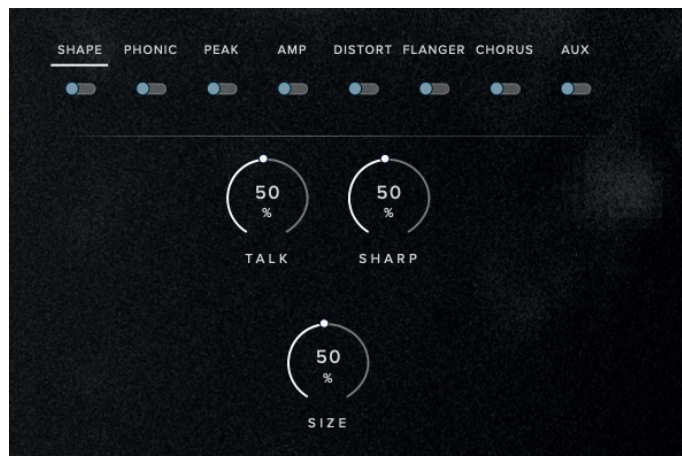 SHAPE PHONIC PEAK AMP DISTORT FLANGER CHORUS AUX
50 50
% %
TALK SHARP
50
%
SIZE